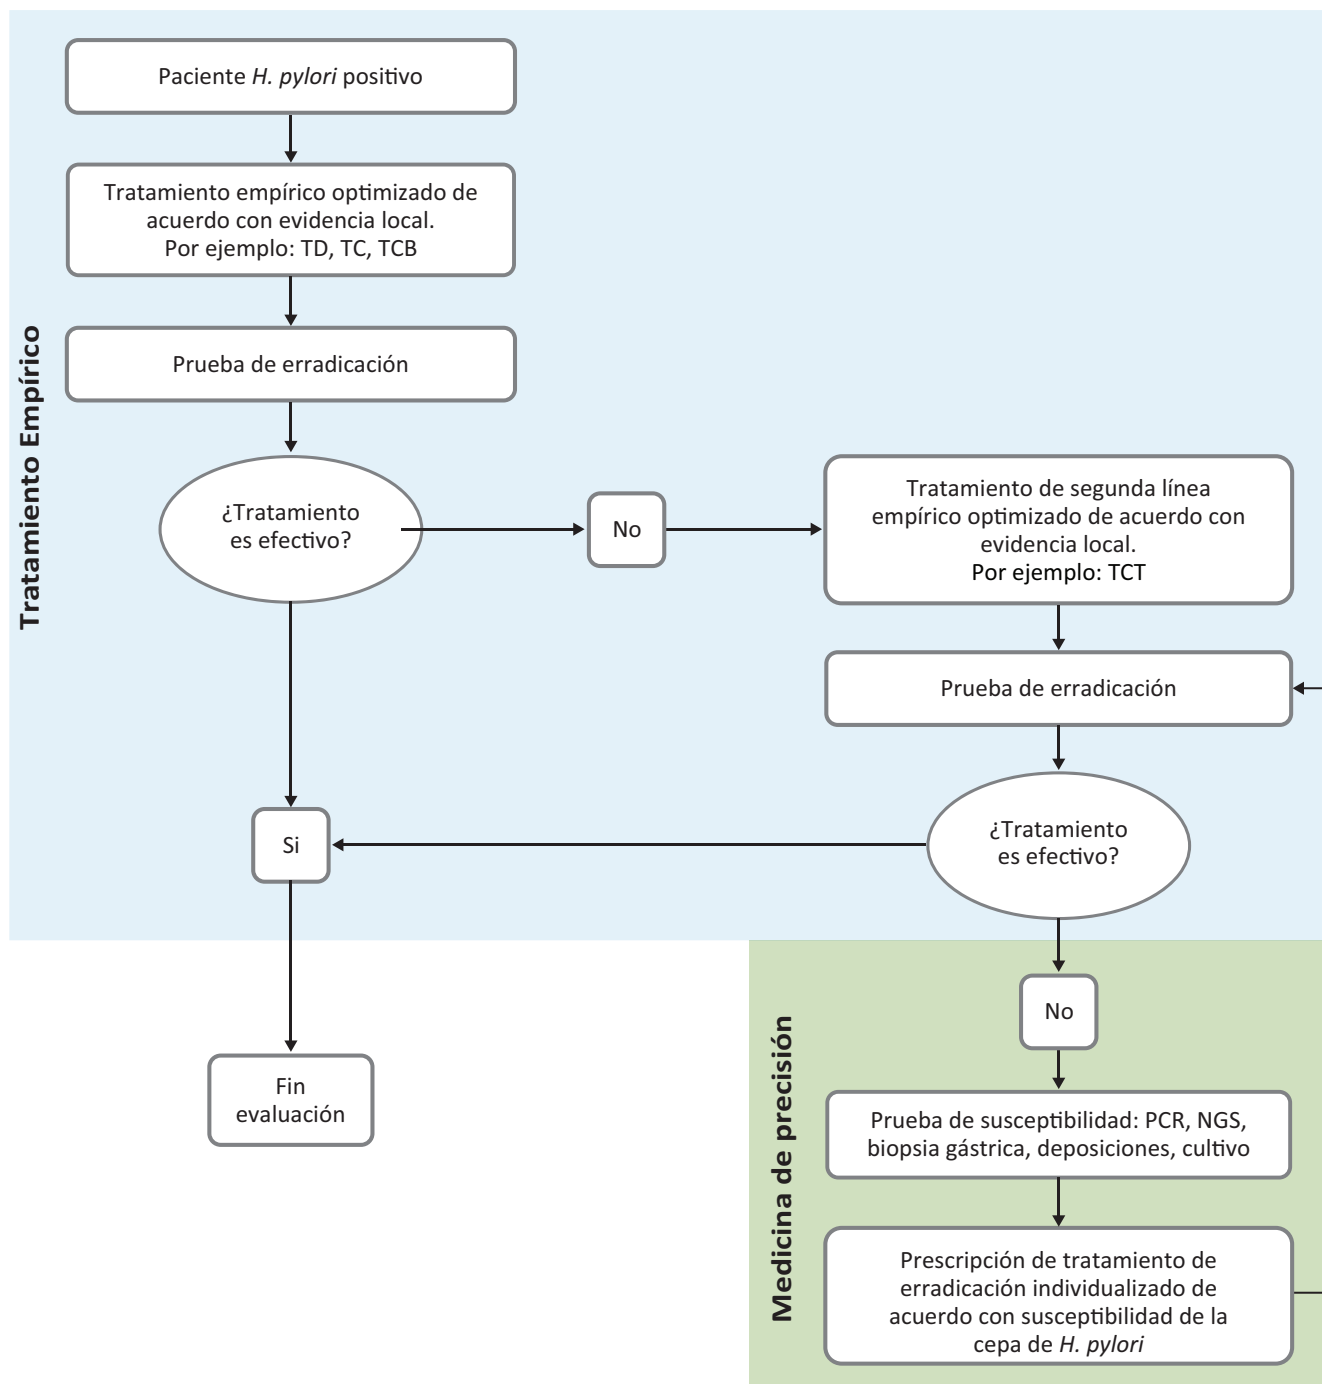 Tratamiento Empírico
Paciente H. pylori positivo
Tratamiento empírico optimizado de
acuerdo con evidencia local.
Por ejemplo: TD, TC, TCB
Prueba de erradicación
¿Tratamiento
es efectivo?
No
Tratamiento de segunda línea
empírico optimizado de acuerdo con
evidencia local.
Por ejemplo: TCT
Prueba de erradicación
¿Tratamiento
es efectivo?
Si
Fin
evaluación
Medicina de precisión
No
Prueba de susceptibilidad: PCR, NGS,
biopsia gástrica, deposiciones, cultivo
Prescripción de tratamiento de
erradicación individualizado de
acuerdo con susceptibilidad de la
cepa de H. pylori